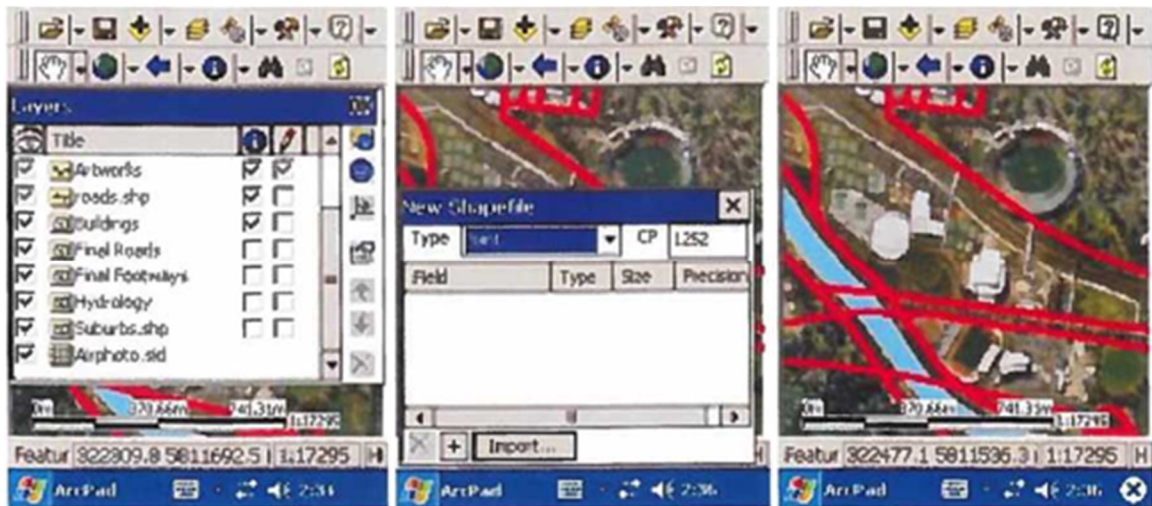 Layers
Title
Artworks
roads.shp
Buildings
Final Roads
Final Footways
Hydrology
Suburbs.shp
Airphoto.sid
0m 370.66m 741.31m
1:17295
Featur 322809.8 5811692.5 1:17295
ArcPad 2:34
New Shapefile
Type CP 1252
Field Type Size Precision
Import...
ArcPad 2:36
0m 370.66m 741.31m
1:17295
Featur 322477.1 5811536.3 1:17295 H
ArcPad 2:36